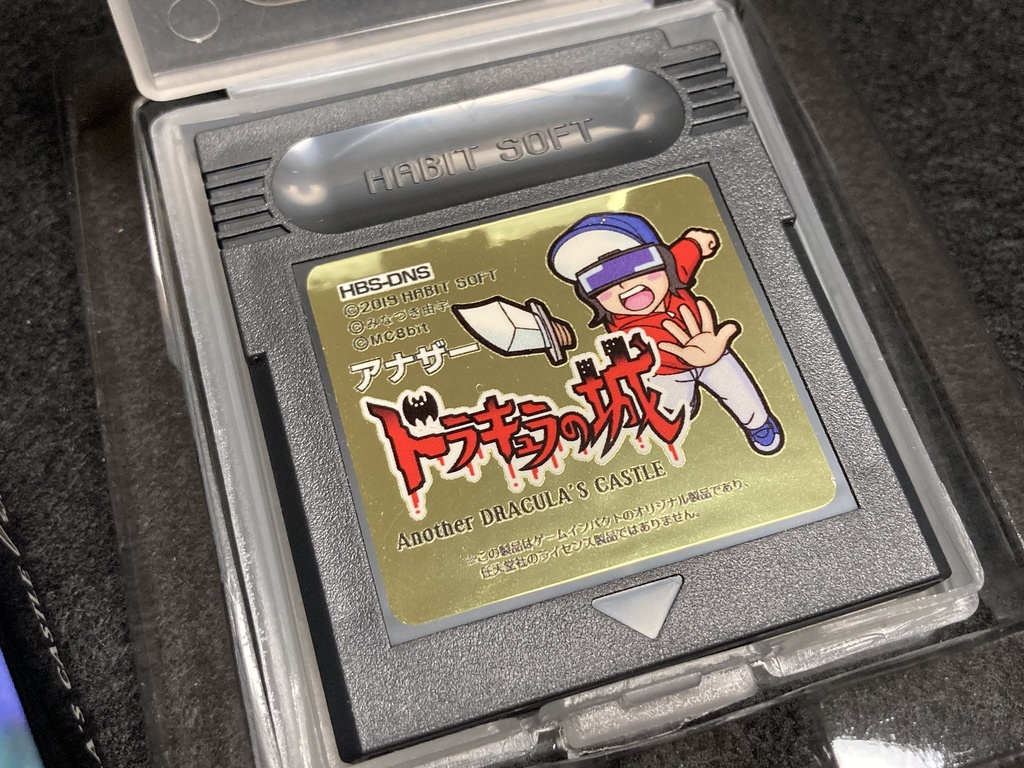 HABIT SOFT
HBS-DNS
©2019 HABIT SOFT
©みなつき由宇
©MC8bit
アナザー
ドラキュラの城
Another DRACULA'S CASTLE
※この製品はゲームインパクトのオリジナル製品であり、
任天堂社のライセンス製品ではありません。
'S CASTLE